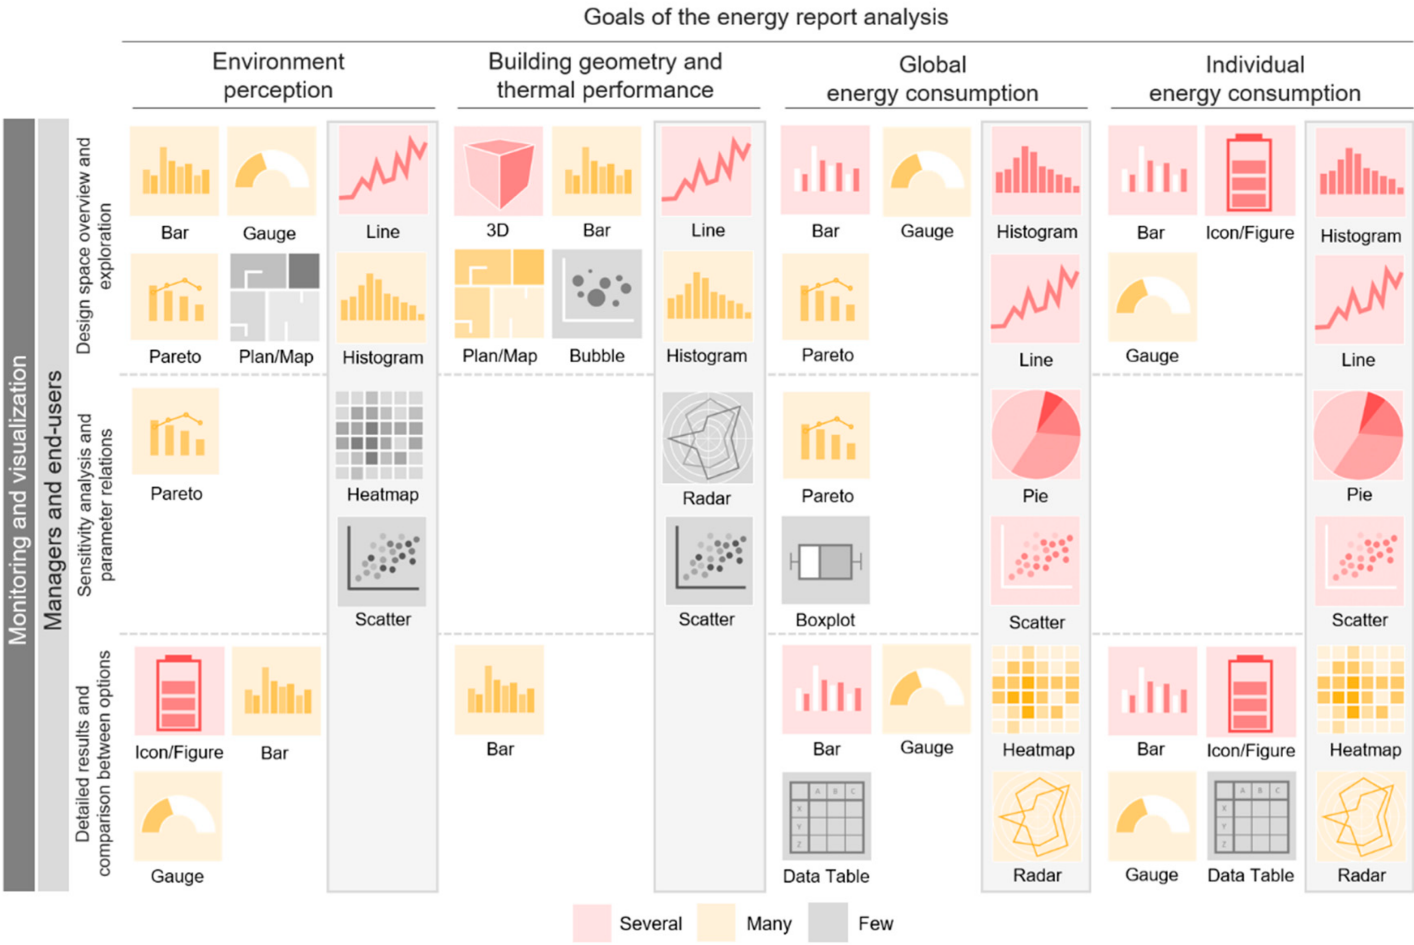 Goals of the energy report analysis
Environment
perception
Building geometry and
thermal performance
Global
energy consumption
Individual
energy consumption
Monitoring and visualization
Managers and end-users
Design space overview and
exploration
Bar
Gauge
Line
3D
Bar
Line
Bar
Gauge
Histogram
Bar
Icon/Figure
Histogram
Pareto
Plan/Map
Histogram
Plan/Map
Bubble
Histogram
Pareto
Line
Gauge
Line
Sensitivity analysis and
parameter relations
Pareto
Heatmap
Radar
Pareto
Pie
Pie
Scatter
Scatter
Boxplot
Scatter
Scatter
Detailed results and
comparison between options
Icon/Figure
Bar
Bar
Bar
Gauge
Heatmap
Bar
Icon/Figure
Heatmap
Gauge
A B C
X
Y
Z
Data Table
Radar
Gauge
A B C
X
Y
Z
Data Table
Radar
Several
Many
Few